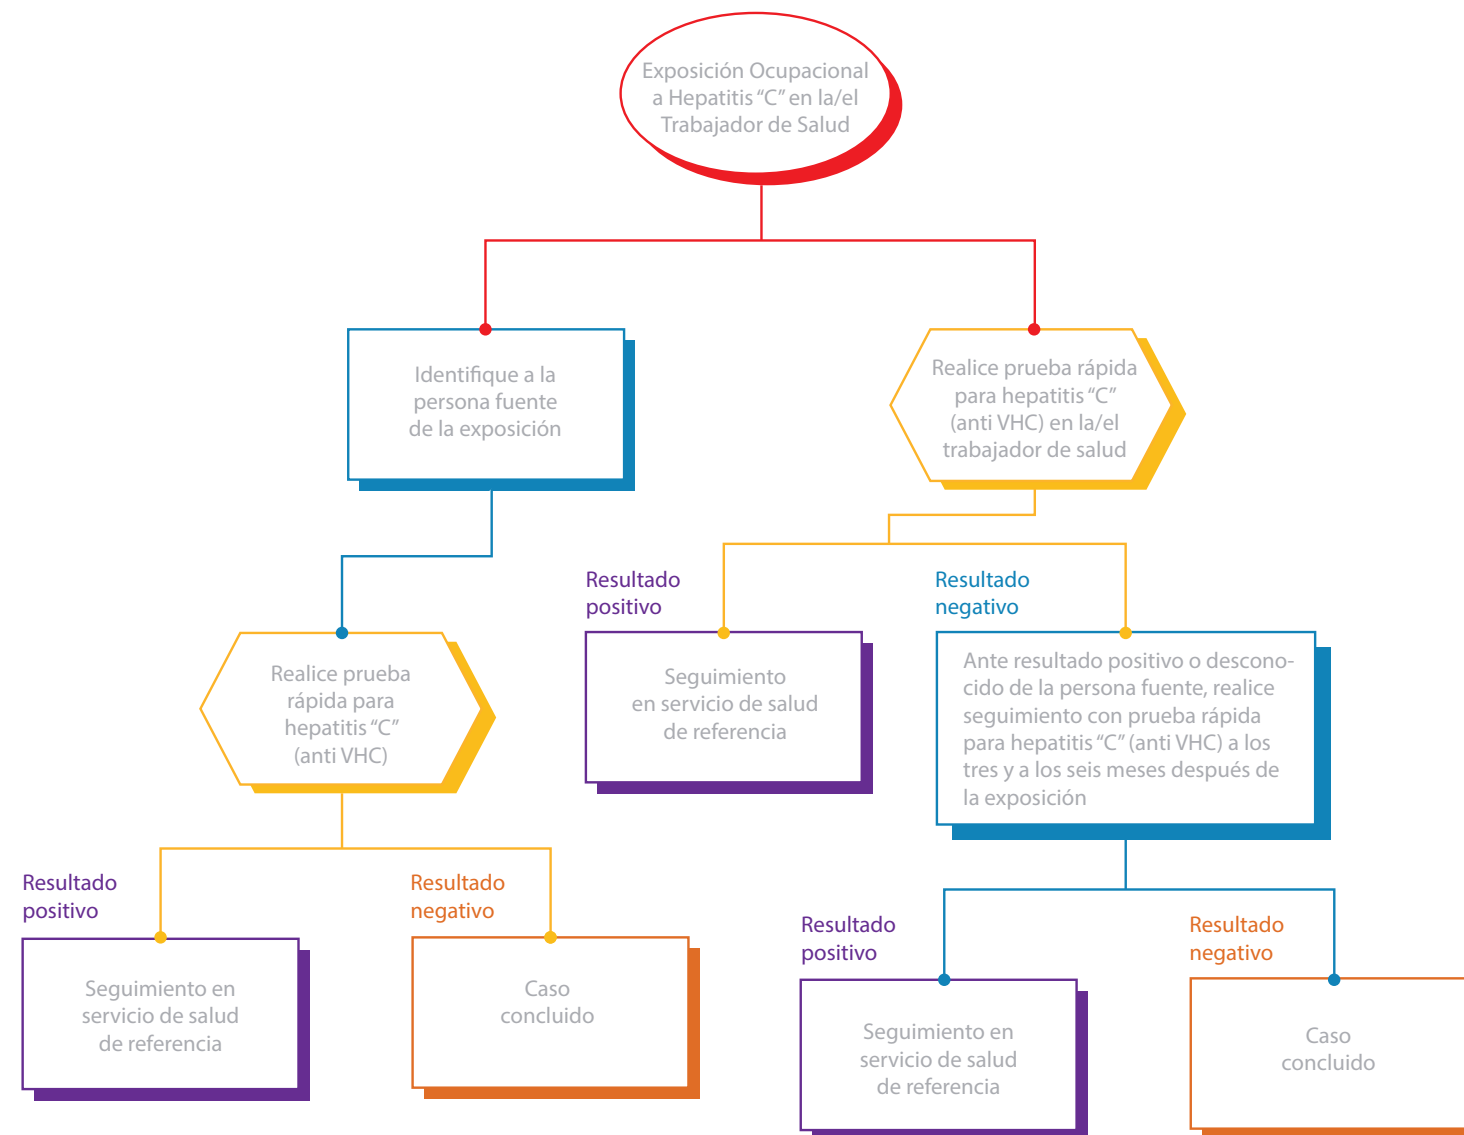 Exposición Ocupacional
a Hepatitis “C” en la/el
Trabajador de Salud
Identifique a la
persona fuente
de la exposición
Realice prueba rápida
para hepatitis “C”
(anti VHC) en la/el
trabajador de salud
Resultado
positivo
Resultado
negativo
Realice prueba
rápida para
hepatitis “C”
(anti VHC)
Seguimiento
en servicio de salud
de referencia
Ante resultado positivo o descono-
cido de la persona fuente, realice
seguimiento con prueba rápida
para hepatitis “C” (anti VHC) a los
tres y a los seis meses después de
la exposición
Resultado
positivo
Resultado
negativo
Resultado
positivo
Resultado
negativo
Seguimiento en
servicio de salud
de referencia
Caso
concluido
Seguimiento en
servicio de salud
de referencia
Caso
concluido